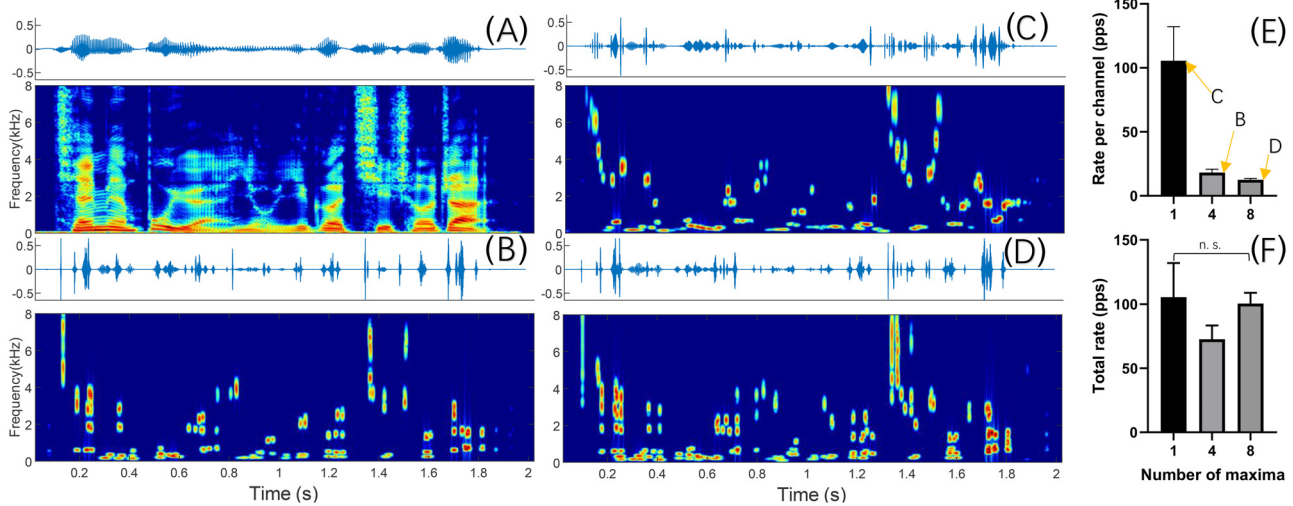 (A)
0.5
0
-0.5
8
6
4
2
0
Frequency(kHz)
(B)
0.5
0
-0.5
8
6
4
2
0
Frequency(kHz)
0.2 0.4 0.6 0.8 1 1.2 1.4 1.6 1.8 2
Time (s)
(C)
0.5
0
-0.5
8
6
4
2
0
(D)
0.5
0
-0.5
8
6
4
2
0
0.2 0.4 0.6 0.8 1 1.2 1.4 1.6 1.8 2
Time (s)
(E)
Rate per channel (pps)
150
100
50
0
C
B
D
1 4 8
(F)
Total rate (pps)
150
100
50
0
n. s.
1 4 8
Number of maxima